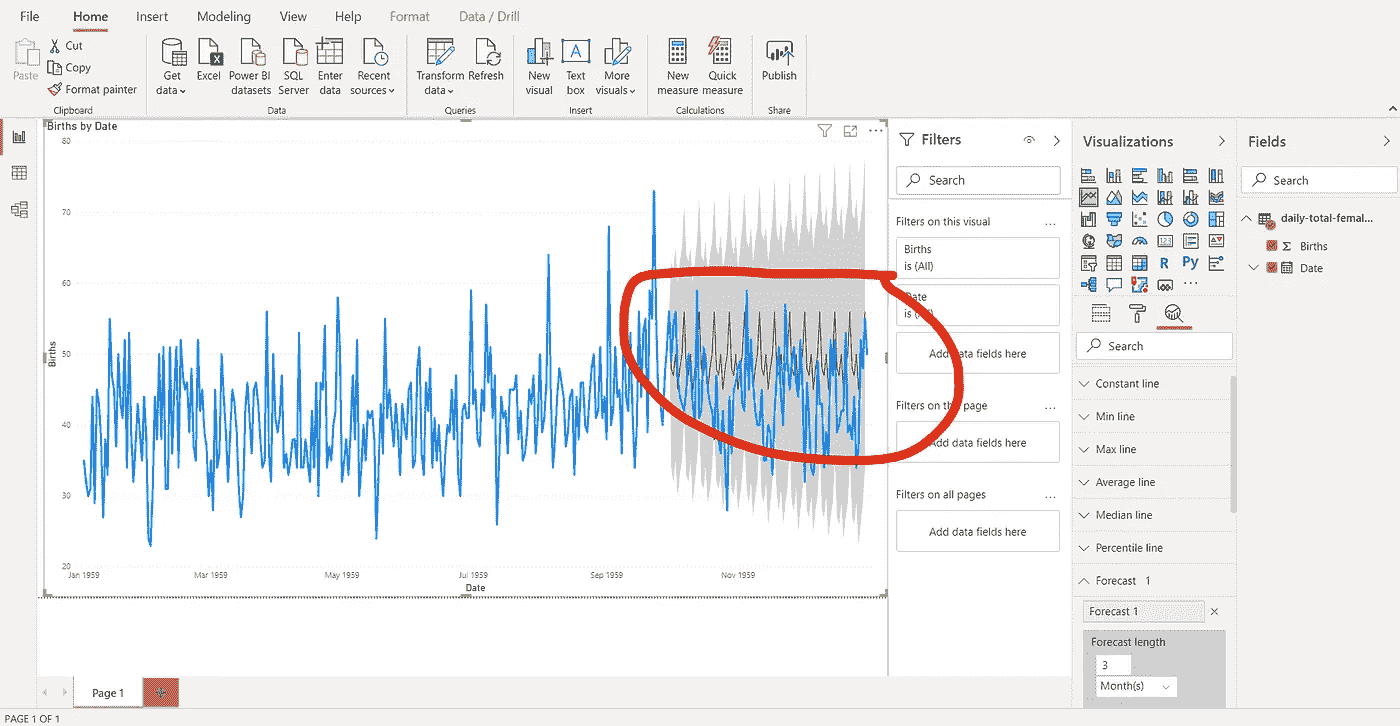 File Home Insert Modeling View Help Format Data / Drill
Paste
Cut
Copy
Format painter
Clipboard
Get data
Excel
Power BI datasets
SQL Server
Enter data
Recent sources
Data
Transform data
Refresh
Queries
New visual
Text box
More visuals
Insert
New measure
Quick measure
Calculations
Publish
Share
Births by Date
80
70
60
50
40
30
20
Births
Jan 1959 Mar 1959 May 1959 Jul 1959 Sep 1959 Nov 1959
Date
Filters
Search
Filters on this visual ...
Births
is (All)
Date
is
Add data fields here
Filters on page ...
Add data fields here
Filters on all pages ...
Add data fields here
Visualizations
R
Py
123
Search
Constant line
Min line
Max line
Average line
Median line
Percentile line
Forecast 1
Forecast 1
Forecast length
3
Month(s)
Fields
Search
daily-total-femal...
Σ Births
Date
Page 1
PAGE 1 OF 1